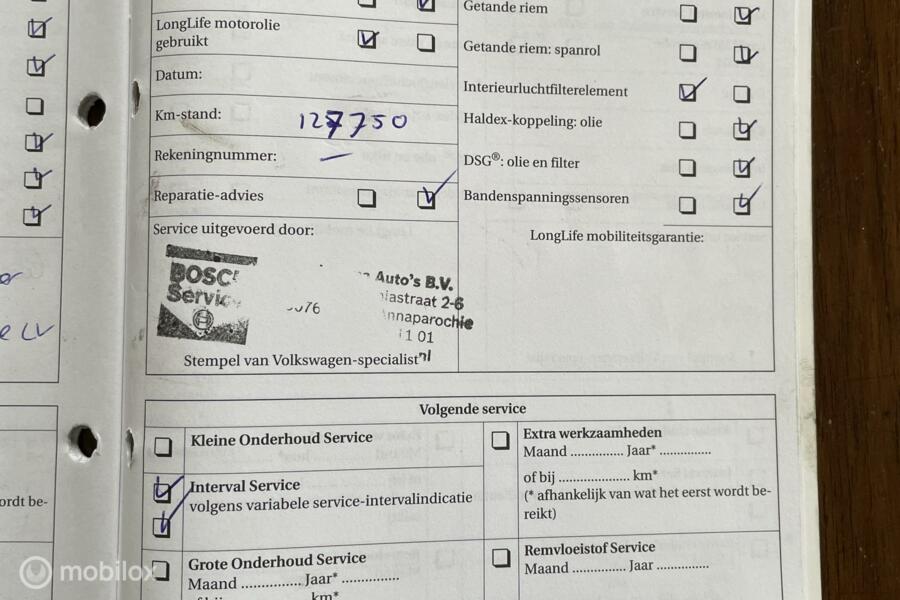 LongLife motorolie
gebruikt
Datum:
Km-stand:
127750
Rekeningnummer:
Reparatie-advies
Service uitgevoerd door:
BOSC
Service
Auto's B.V.
iastraat 2-6
nnaparochie
1 01
nl
Stempel van Volkswagen-specialist
Getande riem
Getande riem: spanrol
Interieurluchtfilterelement
Haldex-koppeling: olie
DSG®: olie en filter
Bandenspanningssensoren
LongLife mobiliteitsgarantie:
ordt be-
Volgende service
Kleine Onderhoud Service
Interval Service
volgens variabele service-intervalindicatie
Grote Onderhoud Service
Maand ............... Jaar* ...............
km*
Extra werkzaamheden
Maand .............. Jaar* ..............
of bij ................... km*
(* afhankelijk van wat het eerst wordt be-
reikt)
Remvloeistof Service
Maand .............. Jaar ..............
mobilox